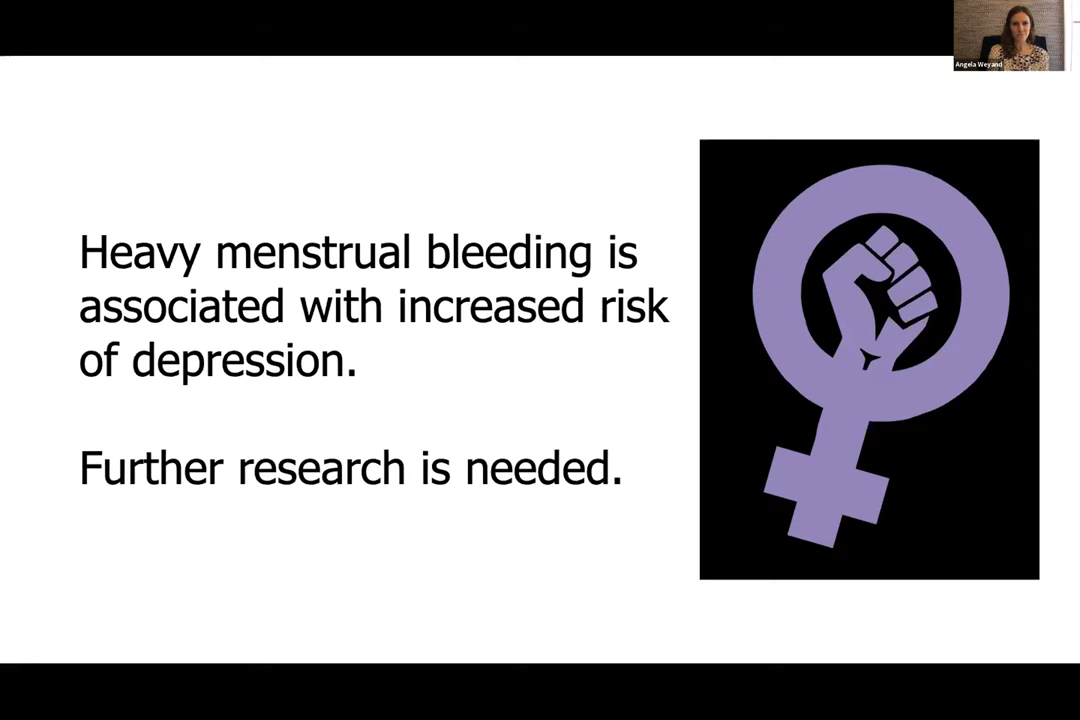 Angela Weyand
Heavy menstrual bleeding is
associated with increased risk
of depression.
Further research is needed.